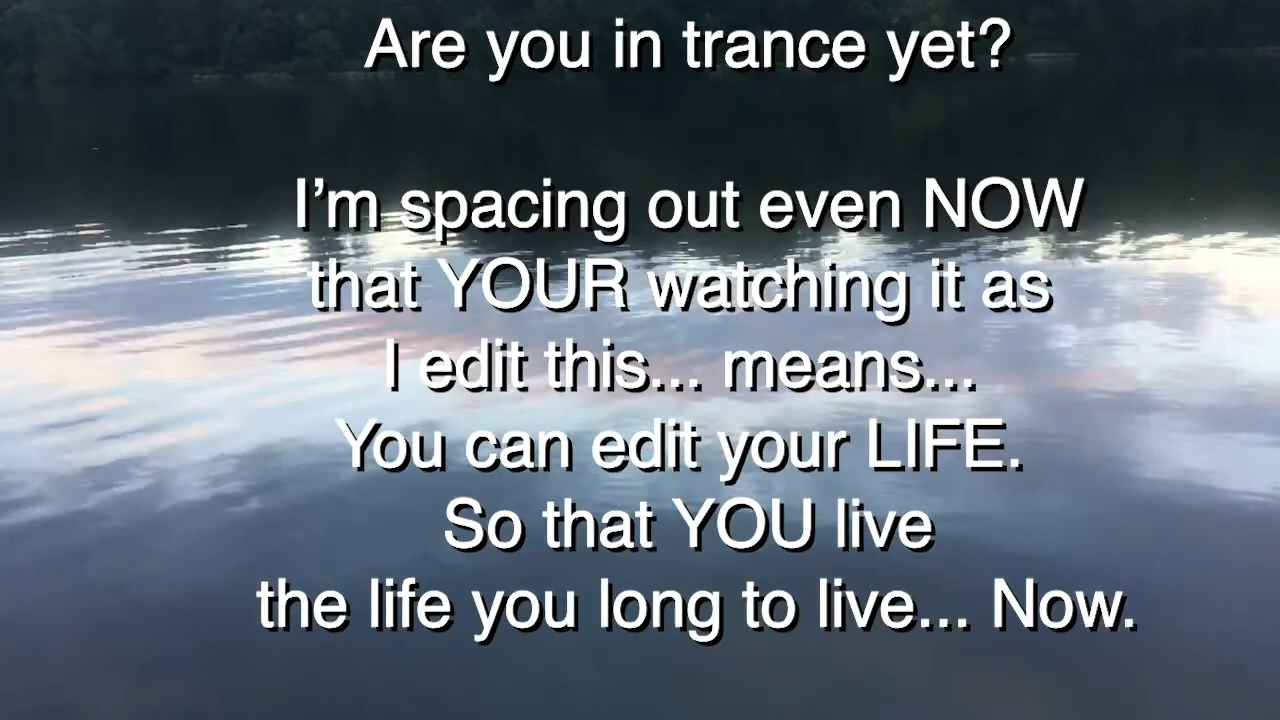 Are you in trance yet?
I'm spacing out even NOW
that YOUR watching it as
I edit this... means...
You can edit your LIFE.
So that YOU live
the life you long to live... Now.